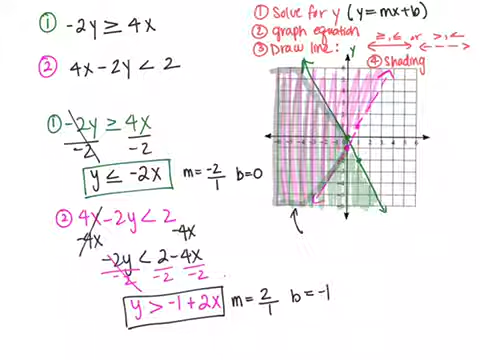 ① -2y ≥ 4x
② 4x-2y < 2
① Solve for y (y=mx+b)
② graph equation
③ Draw line: ≥,≤ or >,<
④ Shading
y
① -2y ≥ 4x
-2 -2
y ≤ -2x m=-2/1 b=0
② 4x-2y < 2
-4x -4x
-2y < 2-4x
-2 -2 -2
y > -1+2x m=2/1 b=-1